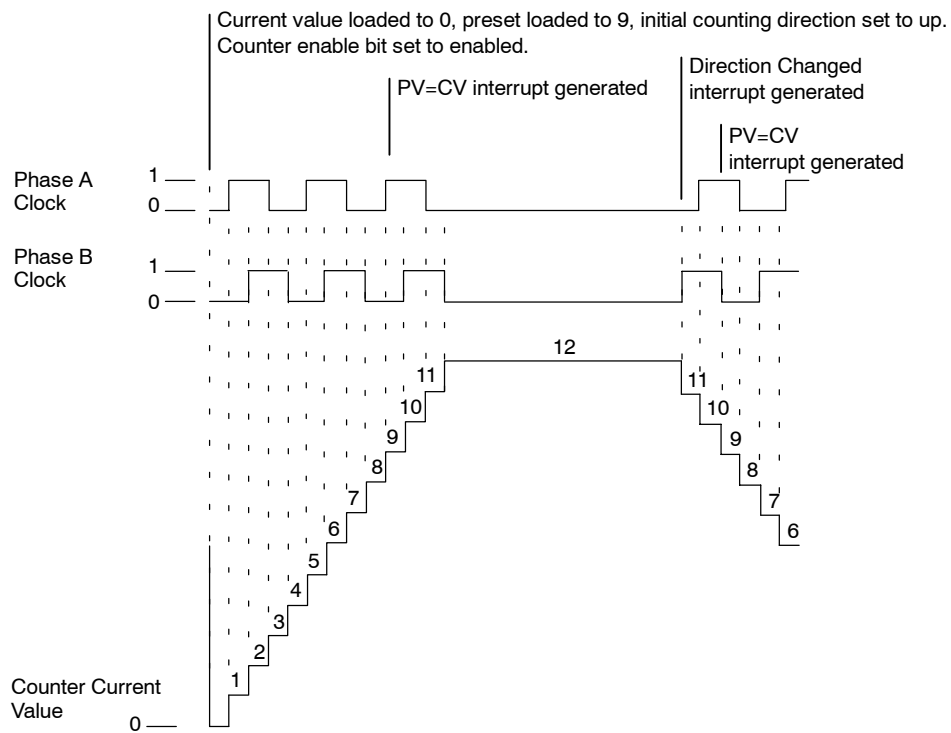 Current value loaded to 0, preset loaded to 9, initial counting direction set to up.
Counter enable bit set to enabled.
PV=CV interrupt generated
Direction Changed
interrupt generated
PV=CV
interrupt generated
Phase A
Clock
1
0
Phase B
Clock
1
0
12
11
10
9
8
7
6
5
4
3
2
1
11
10
9
8
7
6
Counter Current
Value
0